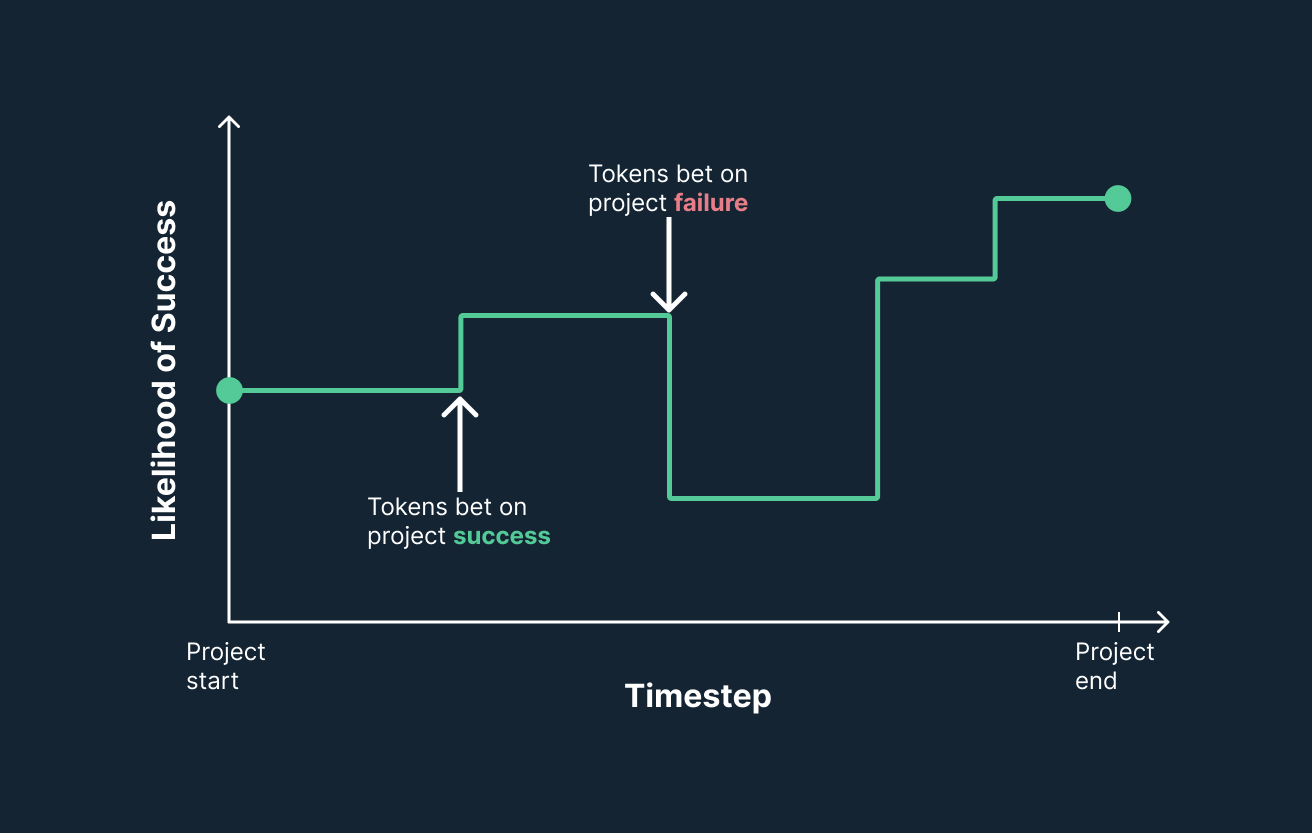 Tokens bet on
project failure
Likelihood of Success
Tokens bet on
project success
Project
start
Project
end
Timestep